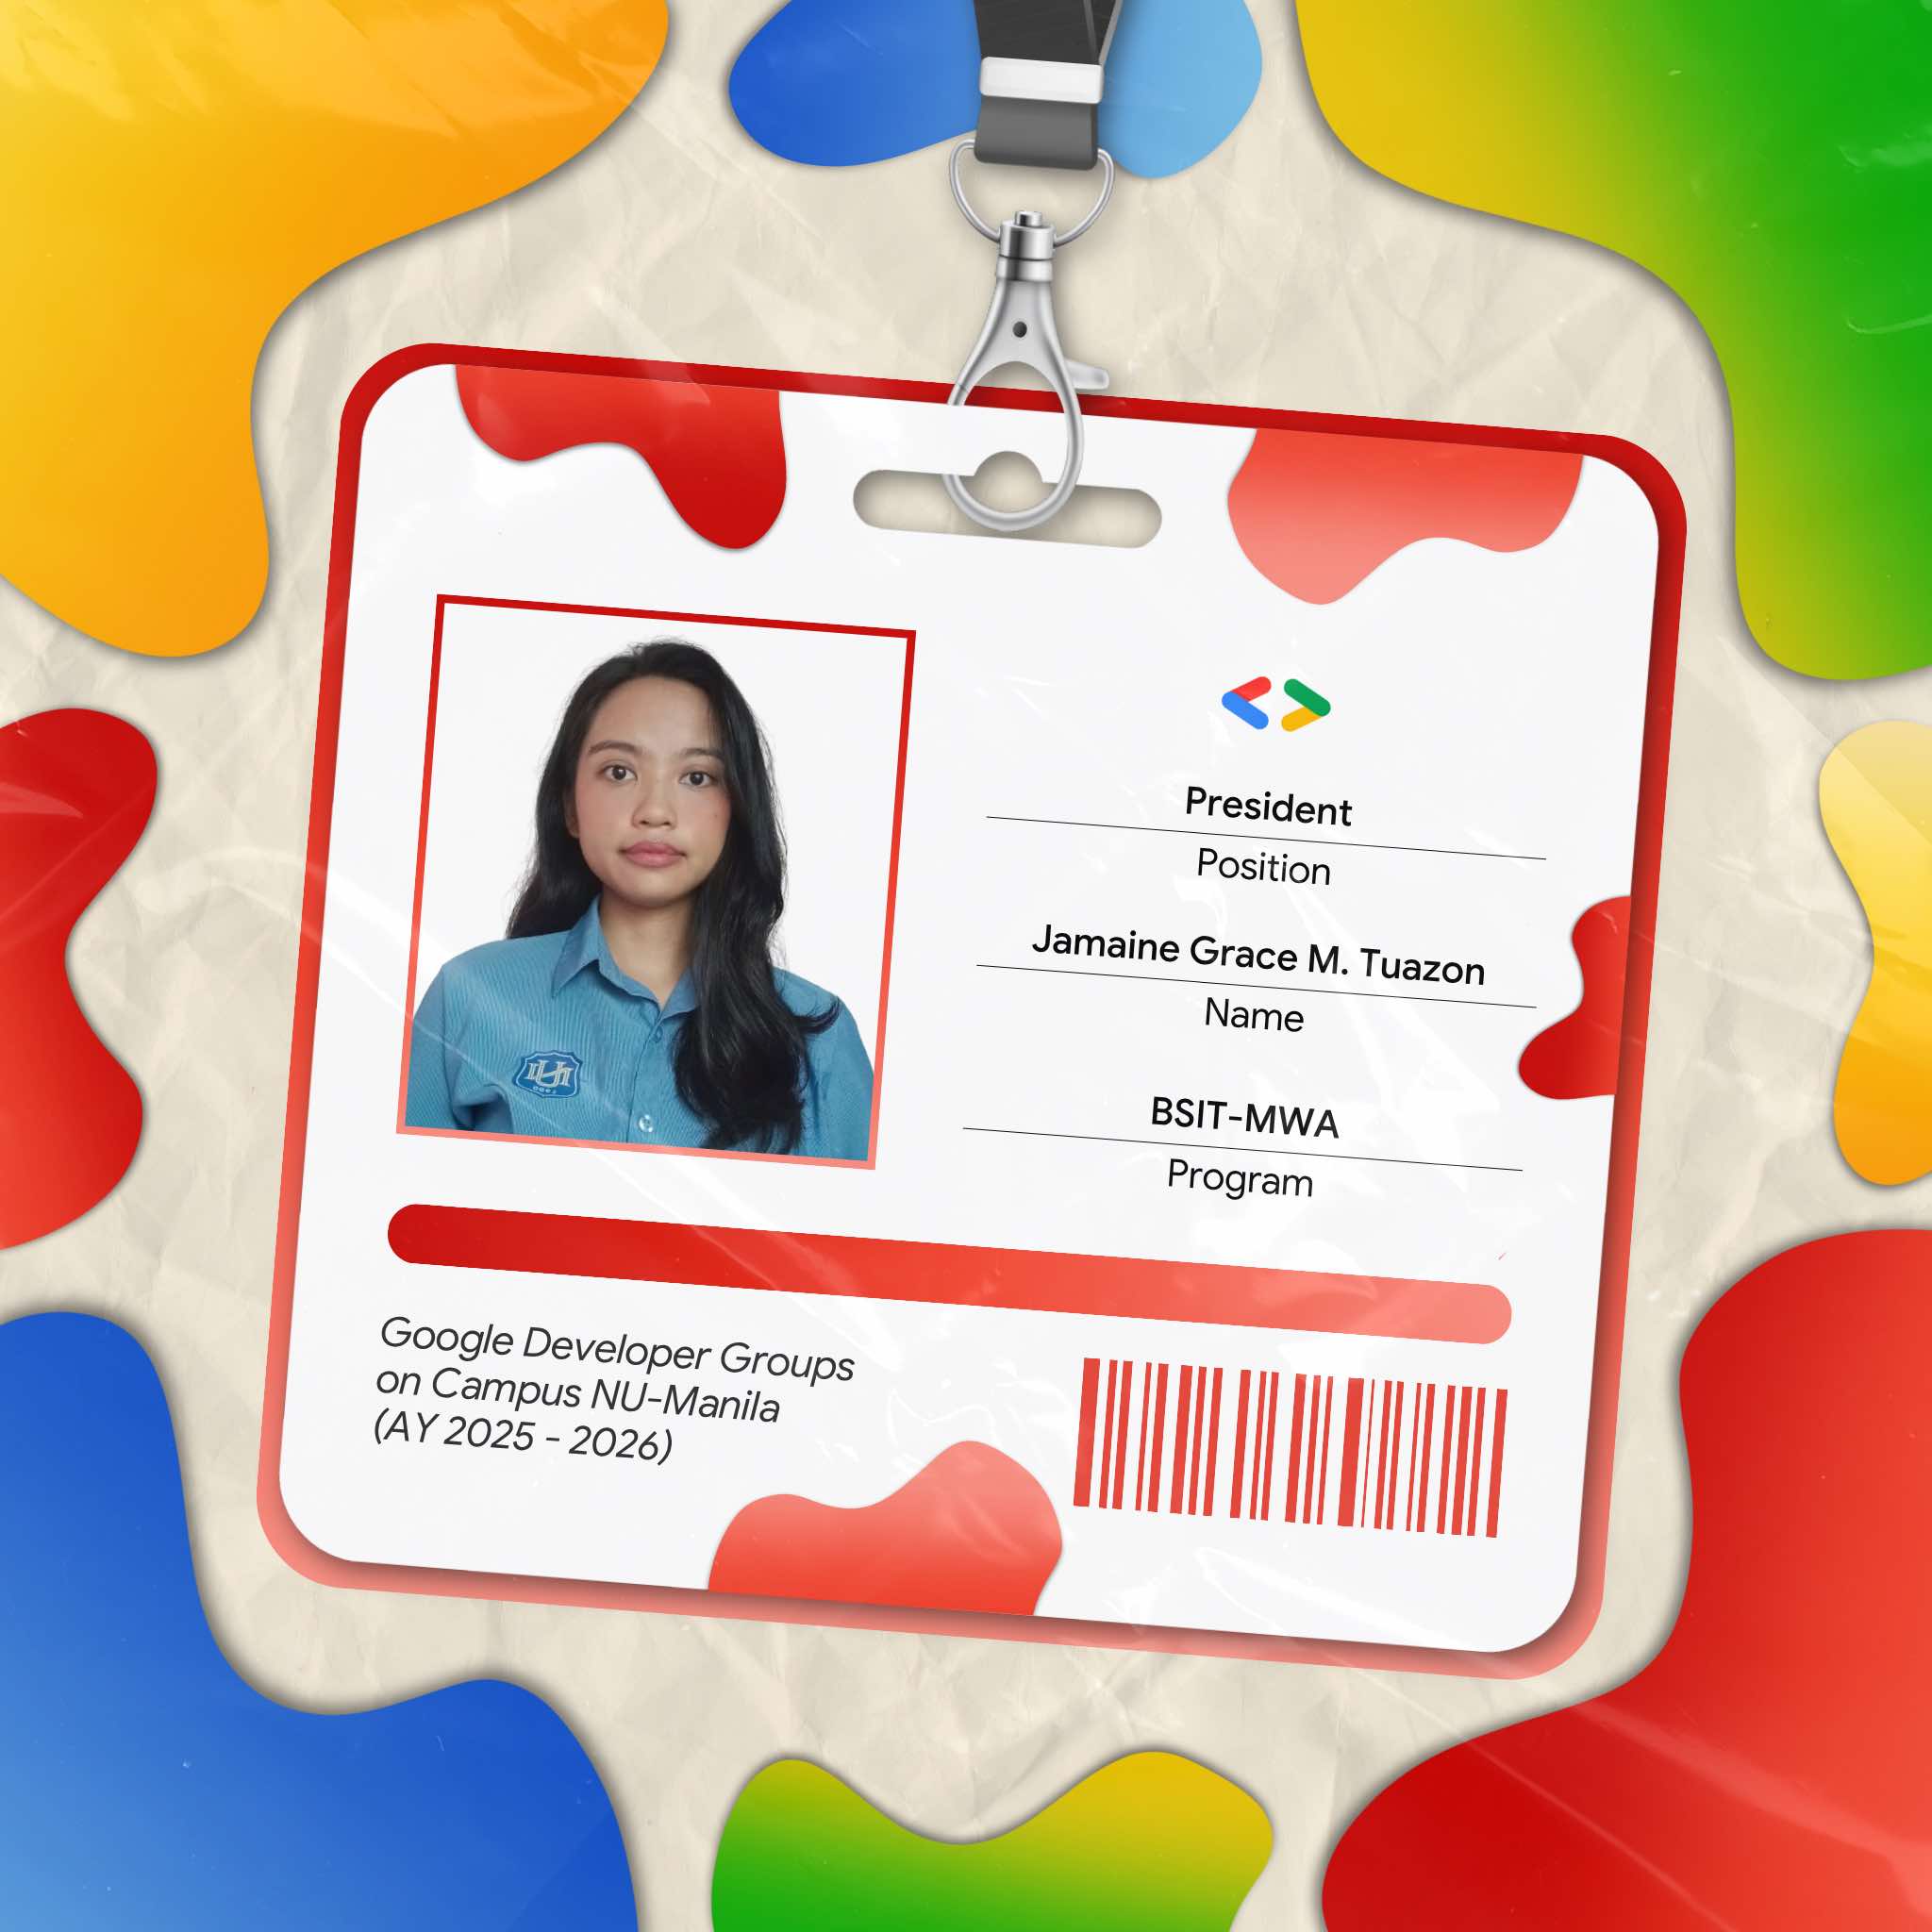 President
Position
Jamaine Grace M. Tuazon
Name
BSIT-MWA
Program
Google Developer Groups
on Campus NU-Manila
(AY 2025 - 2026)